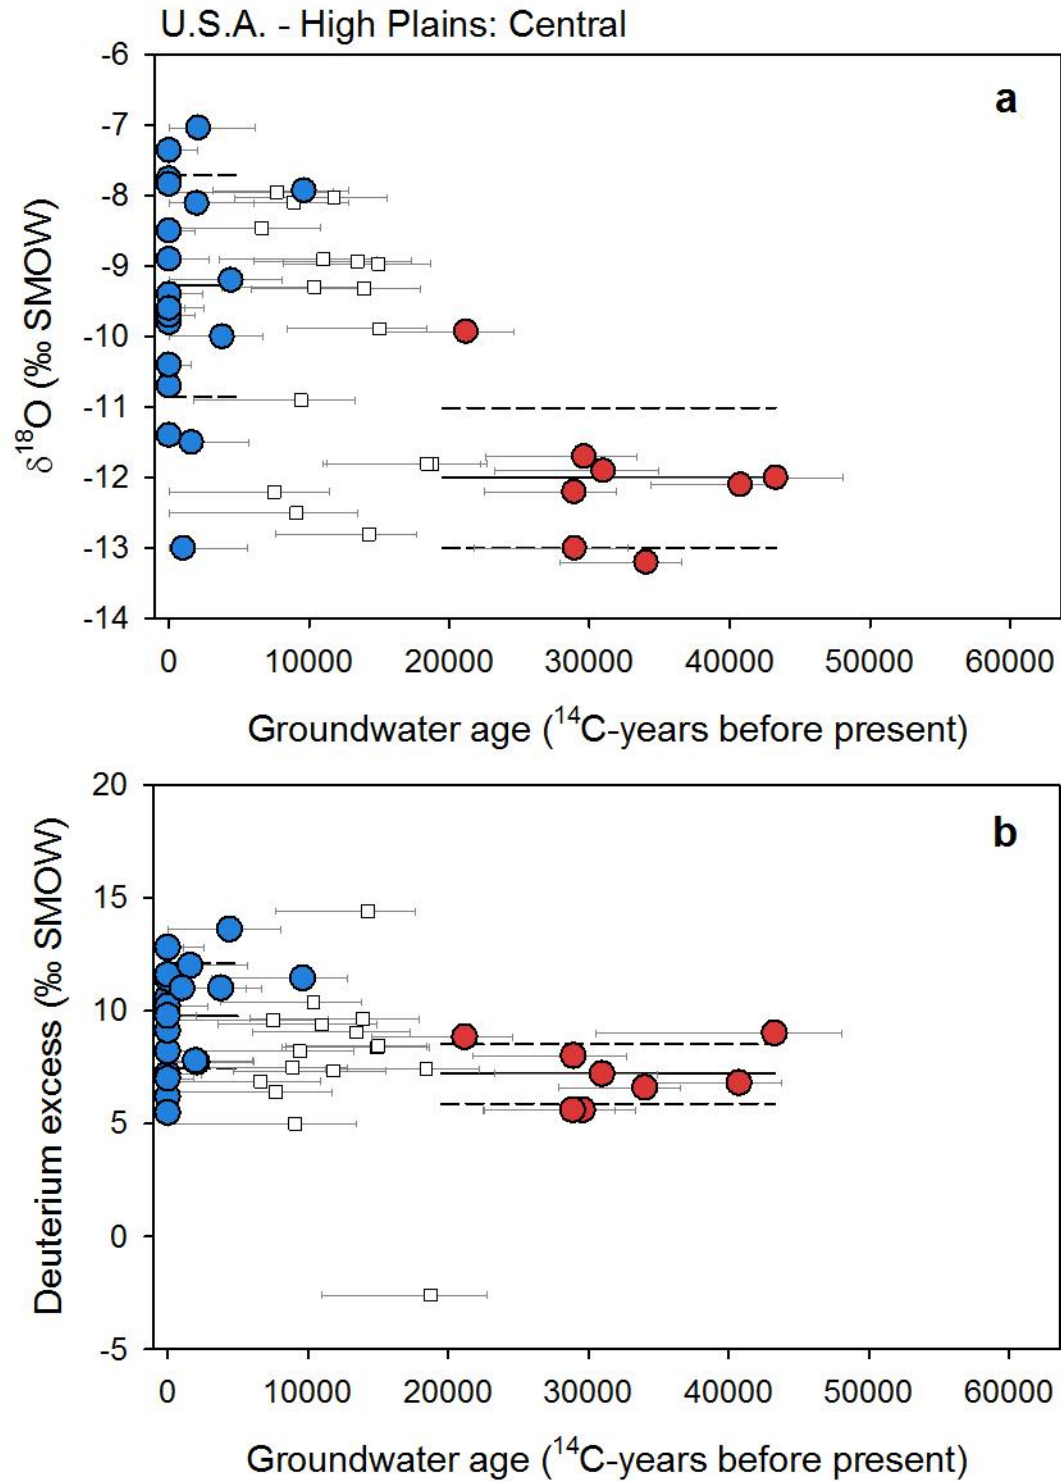 U.S.A. - High Plains: Central
a
-6
-7
-8
-9
-10
-11
-12
-13
-14
δ¹⁸O (‰ SMOW)
0 10000 20000 30000 40000 50000 60000
Groundwater age (¹⁴C-years before present)
b
20
15
10
5
0
-5
Deuterium excess (‰ SMOW)
0 10000 20000 30000 40000 50000 60000
Groundwater age (¹⁴C-years before present)